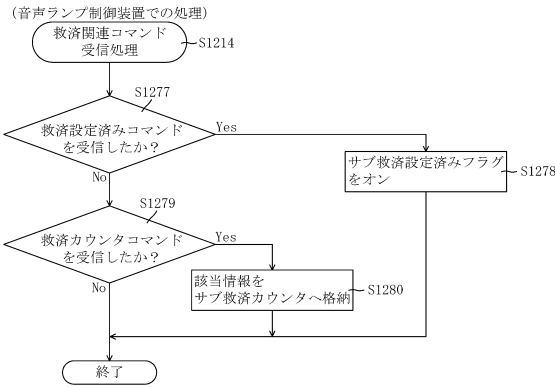 （音声ランプ制御装置での処理）
救済関連コマンド
受信処理
S1214
S1277
救済設定済みコマンド
を受信したか？
Yes
No
サブ救済設定済みフラグ
をオン
S1278
S1279
救済カウンタコマンド
を受信したか？
Yes
No
該当情報を
サブ救済カウンタへ格納
S1280
終了